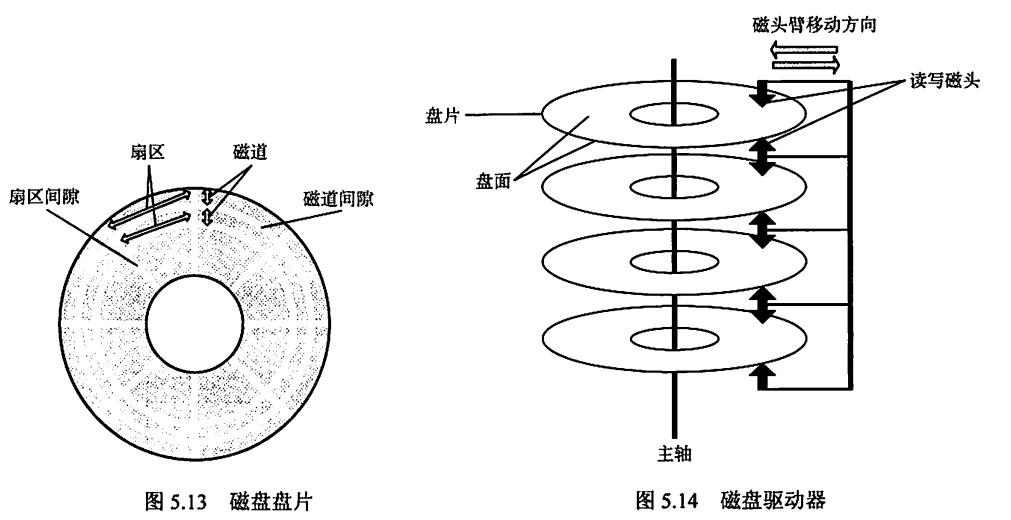 扇区
磁道
扇区间隙
磁道间隙
图 5.13 磁盘盘片
磁头臂移动方向
读写磁头
盘片
盘面
主轴
图 5.14 磁盘驱动器